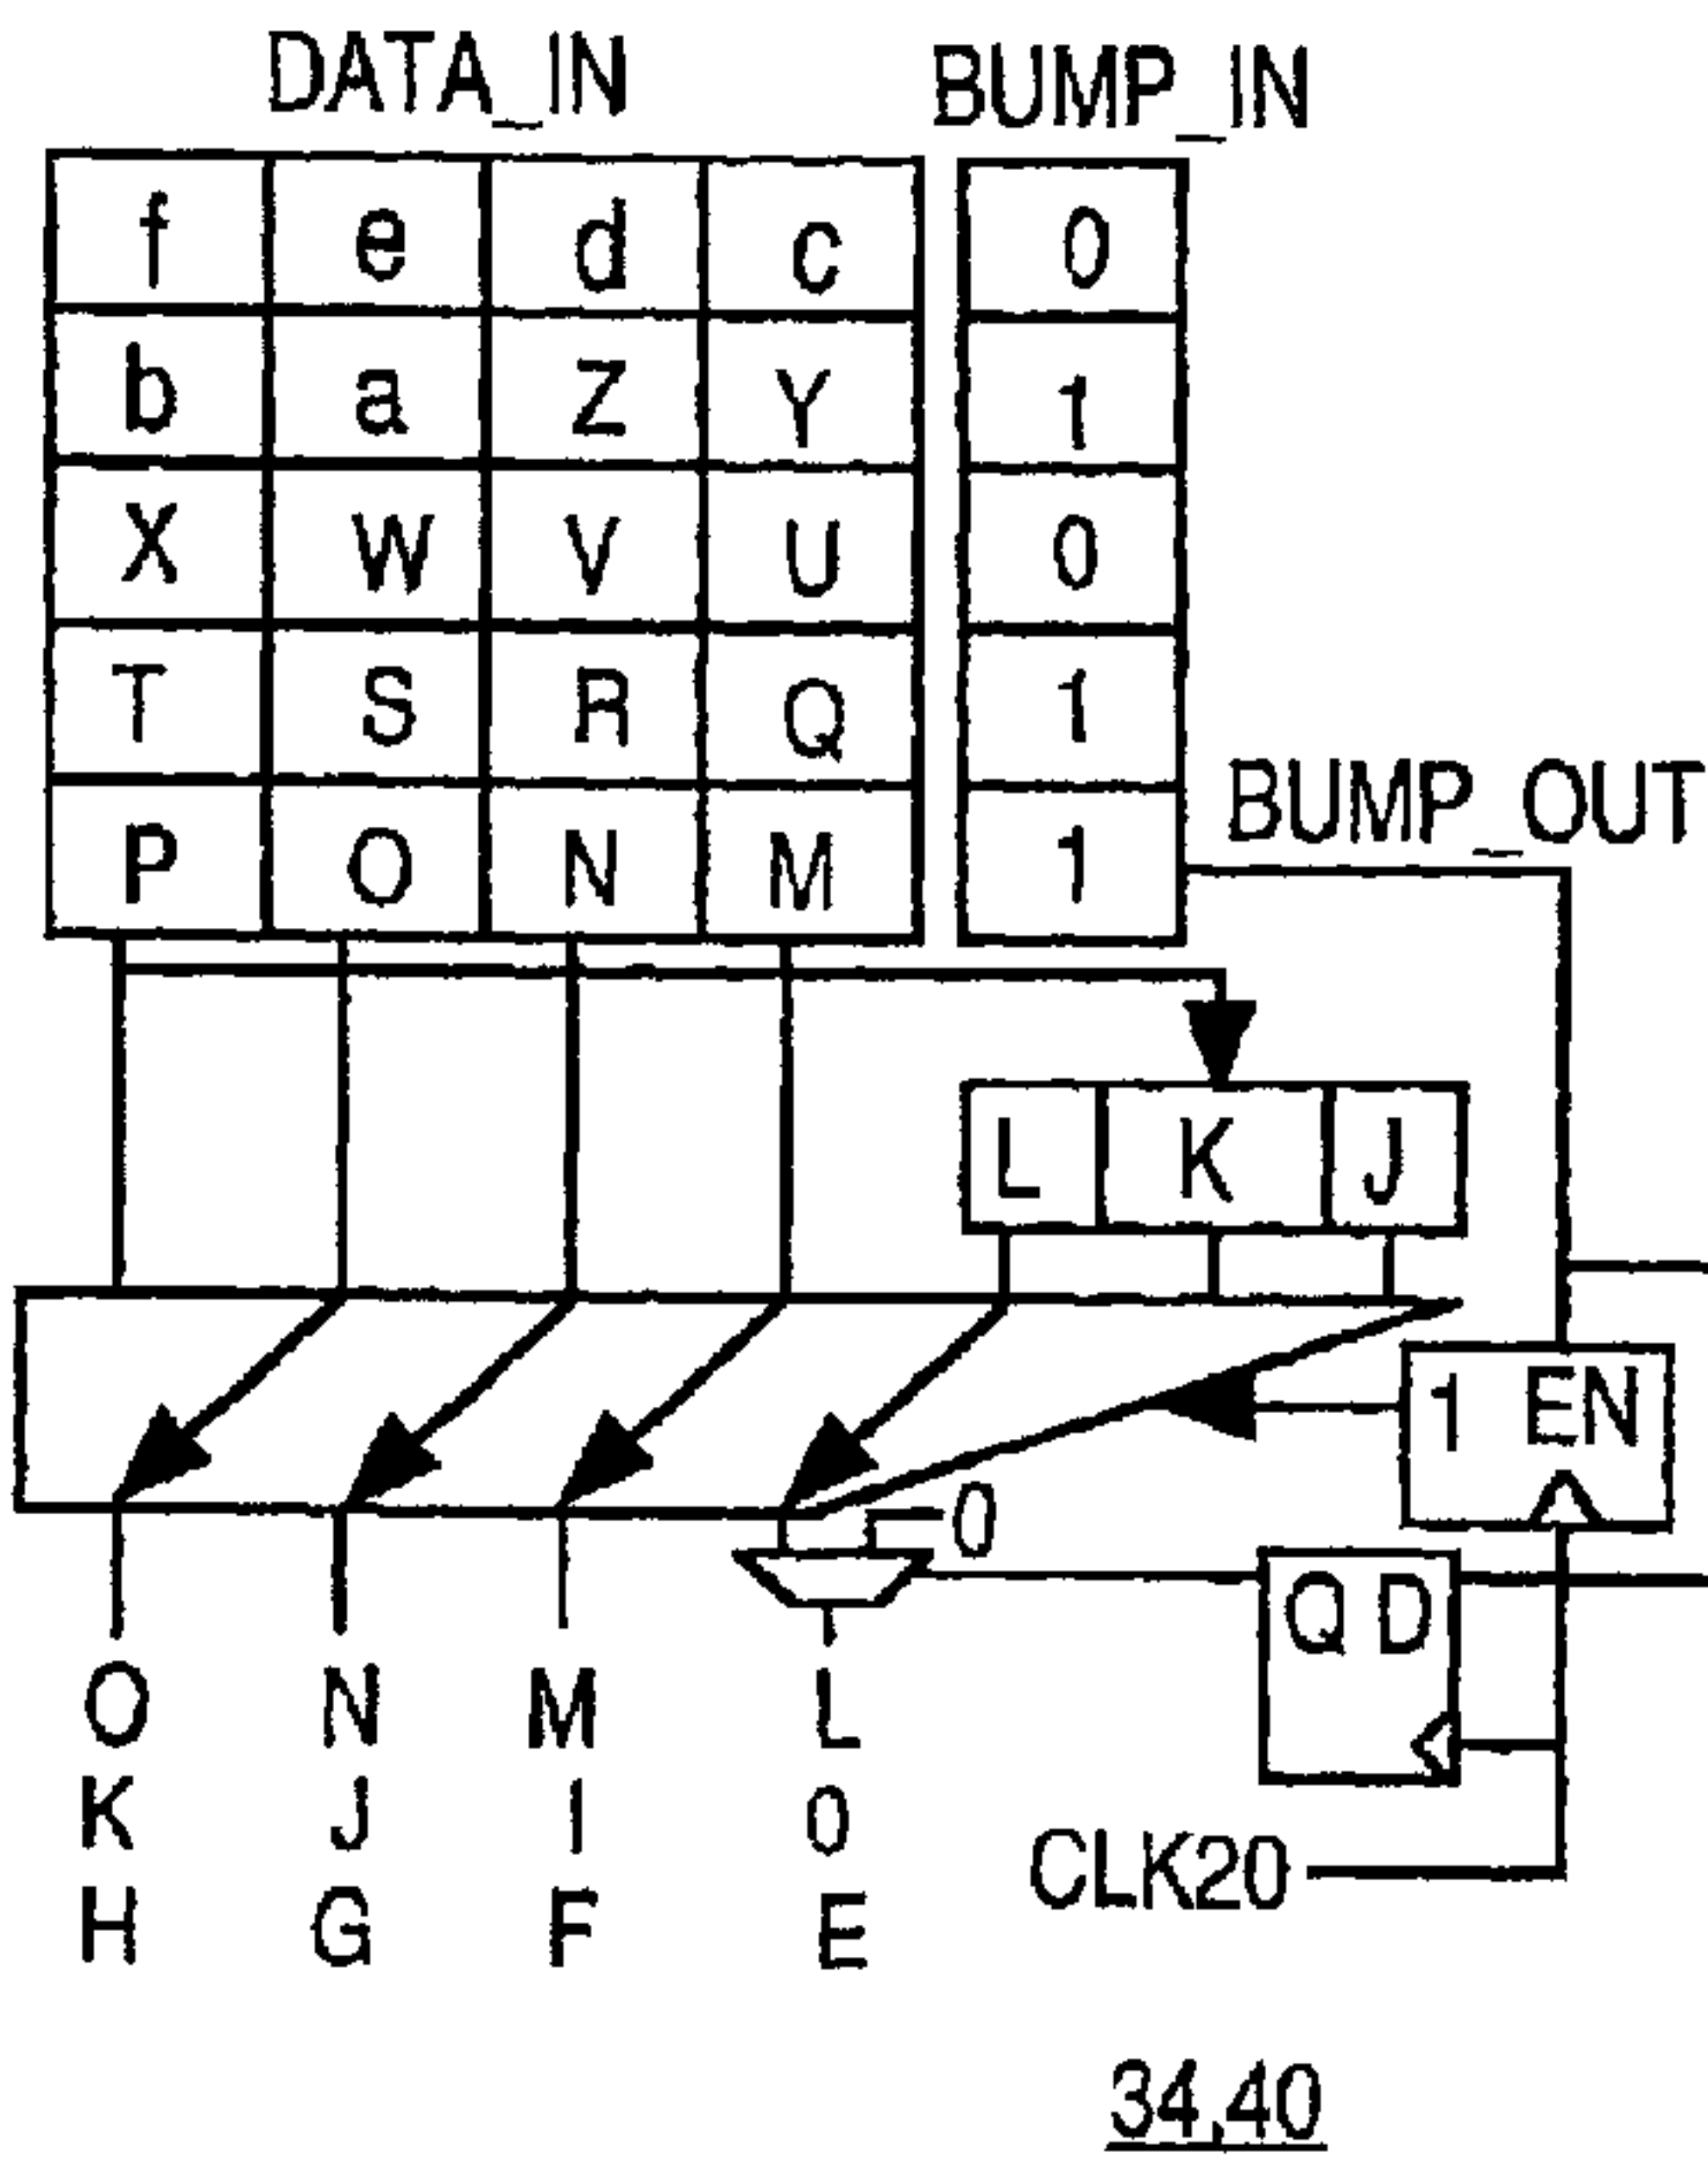 DATA_IN BUMP_IN
f e d c 0
b a Z Y 1
X W V U 0
T S R Q 1
P O N M 1
BUMP_OUT
L K J
1 EN
0
Q D
O N M L
K J I 0
CLK20
H G F E
34,40